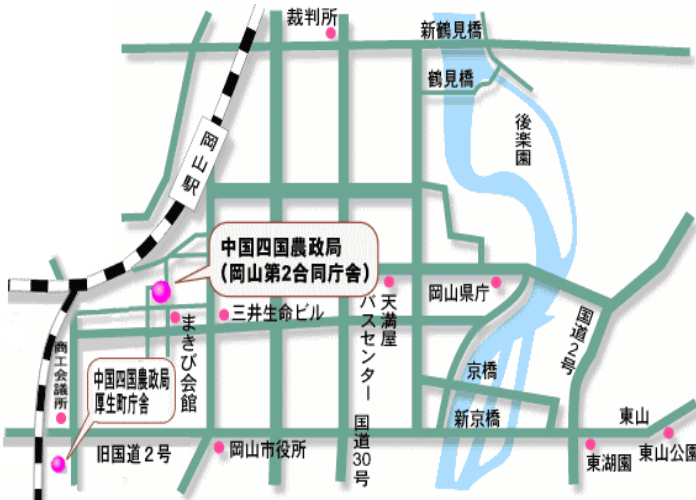 裁判所
新鶴見橋
鶴見橋
後楽園
岡山駅
中国四国農政局
(岡山第2合同庁舎)
岡山県庁
天満屋
バスセンター
三井生命ビル
まきび会館
国道2号
商工会議所
中国四国農政局
厚生町庁舎
京橋
新京橋
国道30号
東山
旧国道2号
岡山市役所
東湖園
東山公園